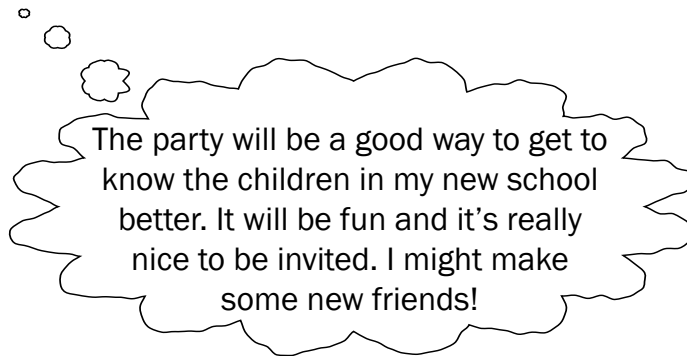 The party will be a good way to get to
know the children in my new school
better. It will be fun and it’s really
nice to be invited. I might make
some new friends!